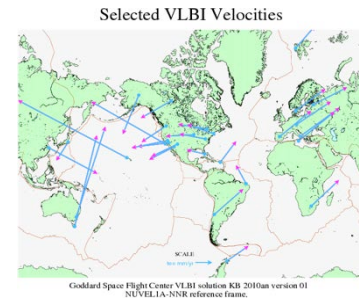 Selected VLBI Velocities
SCALE
Goddard Space Flight Center VLBI solution KB 2010an version 01
NUVEL1A-NNR reference frame.